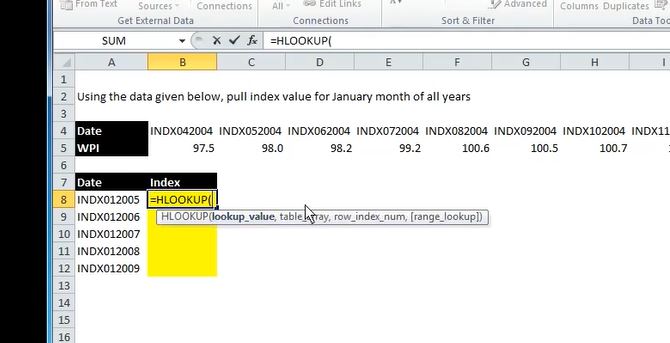 From Text Edit Links Advanced Columns Duplicates
Get External Data Connections Sort & Filter Data Too
SUM =HLOOKUP(
A B C D E F G H I
1
2 Using the data given below, pull index value for January month of all years
3
4 Date INDX042004 INDX052004 INDX062004 INDX072004 INDX082004 INDX092004 INDX102004 INDX11
5 WPI 97.5 98.0 98.2 99.2 100.6 100.5 100.7
6
7 Date Index
8 INDX012005 =HLOOKUP(
HLOOKUP(lookup_value, table_array, row_index_num, [range_lookup])
9 INDX012006
10 INDX012007
11 INDX012008
12 INDX012009
13
14
15
16